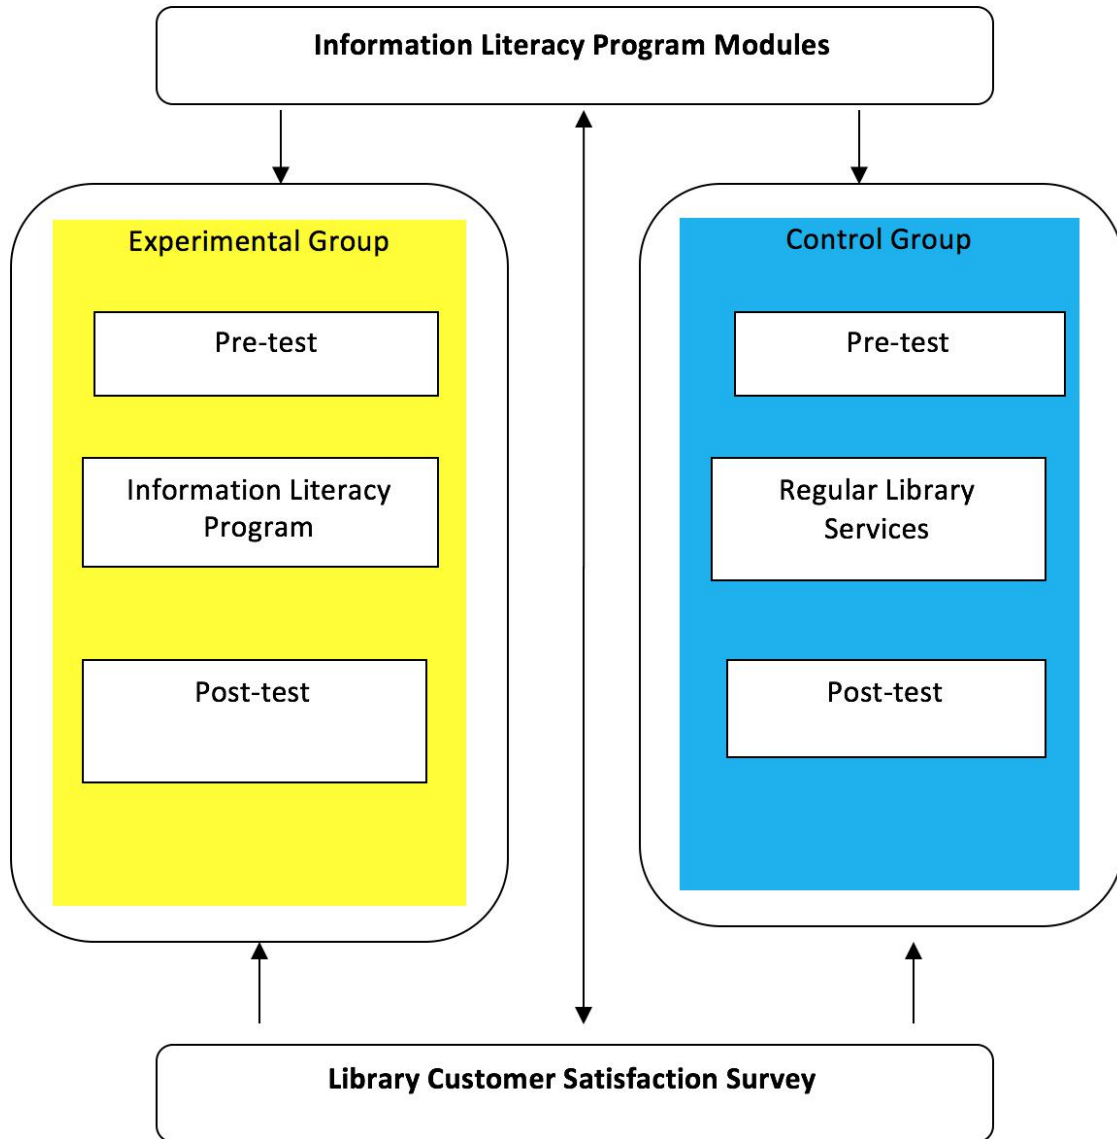 Information Literacy Program Modules
Experimental Group
Pre-test
Information Literacy
Program
Post-test
Control Group
Pre-test
Regular Library
Services
Post-test
Library Customer Satisfaction Survey